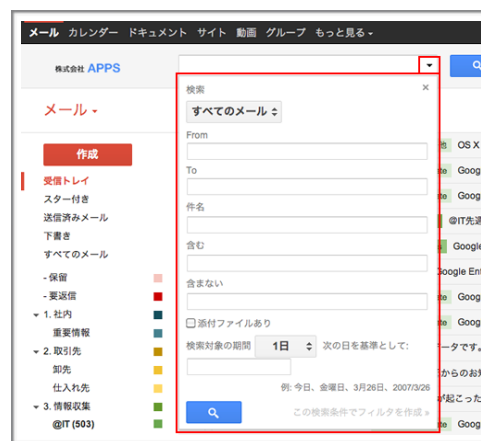 メール カレンダー ドキュメント サイト 動画 グループ もっと見る
株式会社 APPS
メール
作成
受信トレイ
スター付き
送信済みメール
下書き
すべてのメール
- 保留
- 要返信
1. 社内
重要情報
2. 取引先
卸先
仕入れ先
3. 情報収集
@IT (503)
検索 ×
すべてのメール
From
To
件名
含む
含まない
添付ファイルあり
検索対象の期間 1日 次の日を基準として:
例: 今日、金曜日、3月26日、2007/3/26
この検索条件でフィルタを作成 »
OS X
Goog
Goog
@IT先週
Google
Google Ent
Goog
Goog
ータです。
からのお知
が起こった
Goog